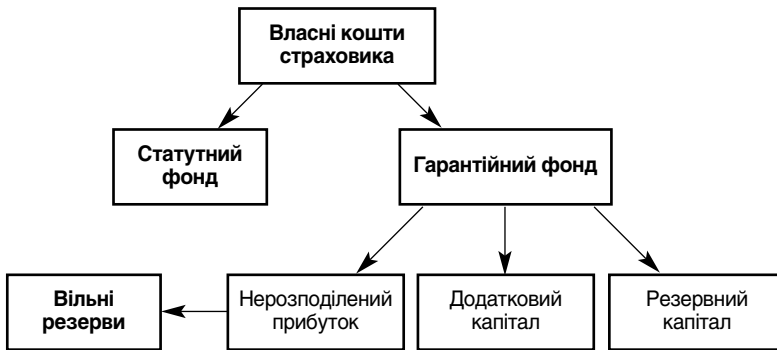 Власні кошти
страховика
Статутний
фонд
Гарантійний фонд
Вільні
резерви
Нерозподілений
прибуток
Додатковий
капітал
Резервний
капітал